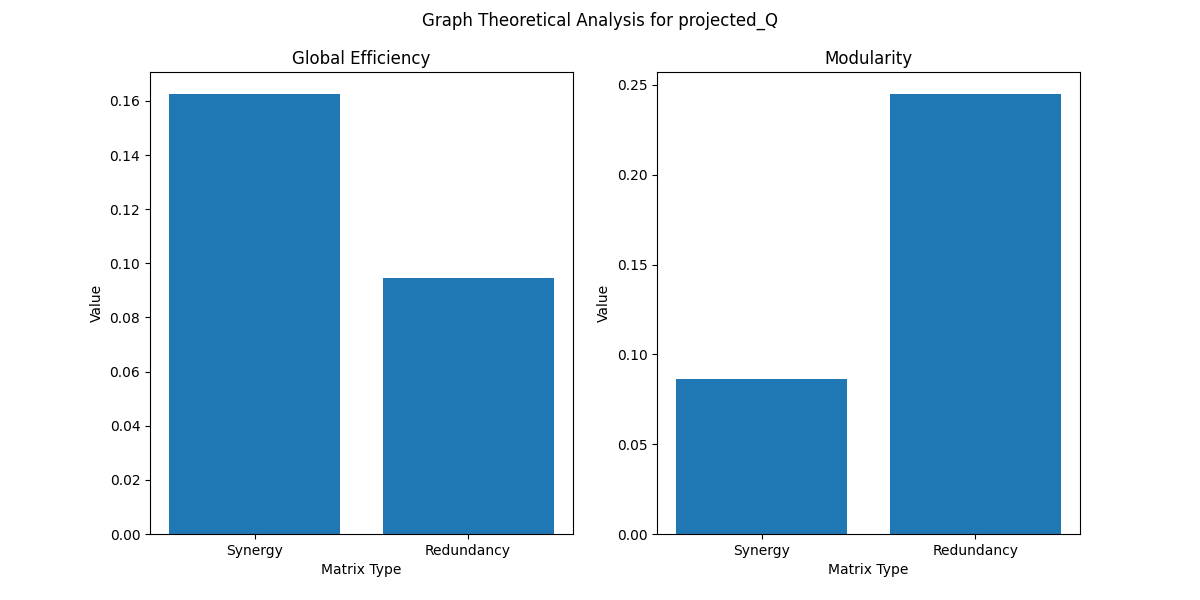 Graph Theoretical Analysis for projected_Q
Global Efficiency
0.16
0.14
0.12
0.10
0.08
0.06
0.04
0.02
0.00
Value
Synergy Redundancy
Matrix Type
Modularity
0.25
0.20
0.15
0.10
0.05
0.00
Value
Synergy Redundancy
Matrix Type